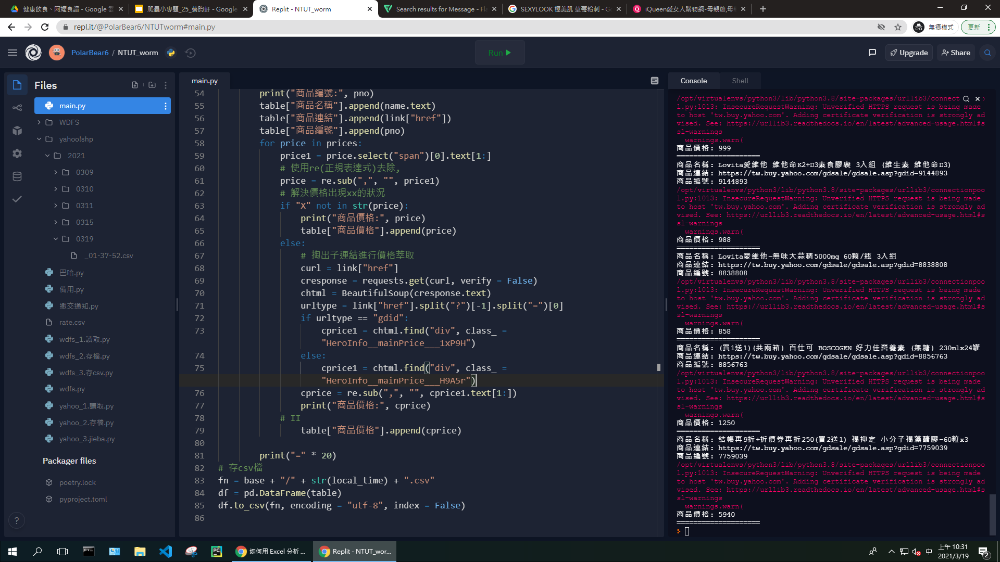 健康飲食、阿嬤食譜 - Google 雲
爬蟲小專題_25_蔡昀軒 - Google
Replit - NTUT_worm
Search results for Message - Fla
SEXYLOOK 極美肌 草莓粉刺 - Go
iQueen愛女人購物網-母親節,母親
repl.it/@PolarBear6/NTUTworm#main.py
無痕模式
更新
PolarBear6 / NTUT_worm
Run
Upgrade
Share
Files
main.py
WDFS
yahoo!shp
2021
0309
0310
0311
0315
0319
_01-37-52.csv
巴哈.py
備用.py
繳交通知.py
rate.csv
wdfs_1.讀取.py
wdfs_2.存檔.py
wdfs_3.存csv.py
wdfs.py
yahoo_1.讀取.py
yahoo_2.存檔.py
yahoo_3.jieba.py
Packager files
poetry.lock
pyproject.toml
?
main.py
54 print("商品編號:", pno)
55 table["商品名稱"].append(name.text)
56 table["商品連結"].append(link["href"])
57 table["商品編號"].append(pno)
58 for price in prices:
59 price1 = price.select("span")[0].text[1:]
60 # 使用re(正規表達式)去除,
61 price = re.sub(",", "", price1)
62 # 解決價格出現xx的狀況
63 if "X" not in str(price):
64 print("商品價格:", price)
65 table["商品價格"].append(price)
66 else:
67 # 掏出子連結進行價格萃取
68 curl = link["href"]
69 cresponse = requests.get(curl, verify = False)
70 chtml = BeautifulSoup(cresponse.text)
71 urltype = link["href"].split("?")[-1].split("=")[0]
72 if urltype == "gdid":
73 cprice1 = chtml.find("div", class_ =
"HeroInfo__mainPrice___1xP9H")
74 else:
75 cprice1 = chtml.find("div", class_ =
"HeroInfo__mainPrice___H9A5r")
76 cprice = re.sub(",", "", cprice1.text[1:])
77 print("商品價格:", cprice)
78 # II
79 table["商品價格"].append(cprice)
80
81 print("=" * 20)
82 # 存csv檔
83 fn = base + "/" + str(local_time) + ".csv"
84 df = pd.DataFrame(table)
85 df.to_csv(fn, encoding = "utf-8", index = False)
86
Console
Shell
/opt/virtualenvs/python3/lib/python3.8/site-packages/urllib3/connect
l.py:1013: InsecureRequestWarning: Unverified HTTPS request is being made
to host 'tw.buy.yahoo.com'. Adding certificate verification is strongly ad
vised. See: https://urllib3.readthedocs.io/en/latest/advanced-usage.html#s
sl-warnings
warnings.warn(
商品價格: 999
====================
商品名稱: Lovita愛維他 維他命K2+D3素食膠囊 3入組 (維生素 維他命D3)
商品連結: https://tw.buy.yahoo.com/gdsale/gdsale.asp?gdid=9144893
商品編號: 9144893
/opt/virtualenvs/python3/lib/python3.8/site-packages/urllib3/connectionpoo
l.py:1013: InsecureRequestWarning: Unverified HTTPS request is being made
to host 'tw.buy.yahoo.com'. Adding certificate verification is strongly ad
vised. See: https://urllib3.readthedocs.io/en/latest/advanced-usage.html#s
sl-warnings
warnings.warn(
商品價格: 988
====================
商品名稱: Lovita愛維他-無味大蒜精5000mg 60顆/瓶 3入組
商品連結: https://tw.buy.yahoo.com/gdsale/gdsale.asp?gdid=8838808
商品編號: 8838808
/opt/virtualenvs/python3/lib/python3.8/site-packages/urllib3/connectionpoo
l.py:1013: InsecureRequestWarning: Unverified HTTPS request is being made
to host 'tw.buy.yahoo.com'. Adding certificate verification is strongly ad
vised. See: https://urllib3.readthedocs.io/en/latest/advanced-usage.html#s
sl-warnings
warnings.warn(
商品價格: 858
====================
商品名稱: (買1送1)(共兩箱) 百仕可 BOSCOGEN 好力佳營養素 (無糖) 230mlx24罐
商品連結: https://tw.buy.yahoo.com/gdsale/gdsale.asp?gdid=8856763
商品編號: 8856763
/opt/virtualenvs/python3/lib/python3.8/site-packages/urllib3/connectionpoo
l.py:1013: InsecureRequestWarning: Unverified HTTPS request is being made
to host 'tw.buy.yahoo.com'. Adding certificate verification is strongly ad
vised. See: https://urllib3.readthedocs.io/en/latest/advanced-usage.html#s
sl-warnings
warnings.warn(
商品價格: 1250
====================
商品名稱: 結帳再9折+折價券再折250(買2送1) 褐抑定 小分子褐藻醣膠-60粒x3
商品連結: https://tw.buy.yahoo.com/gdsale/gdsale.asp?gdid=7759039
商品編號: 7759039
/opt/virtualenvs/python3/lib/python3.8/site-packages/urllib3/connectionpoo
l.py:1013: InsecureRequestWarning: Unverified HTTPS request is being made
to host 'tw.buy.yahoo.com'. Adding certificate verification is strongly ad
vised. See: https://urllib3.readthedocs.io/en/latest/advanced-usage.html#s
sl-warnings
warnings.warn(
商品價格: 5940
====================
如何用 Excel 分析 ...
Replit - NTUT_wor...
中
上午 10:31
2021/3/19
2